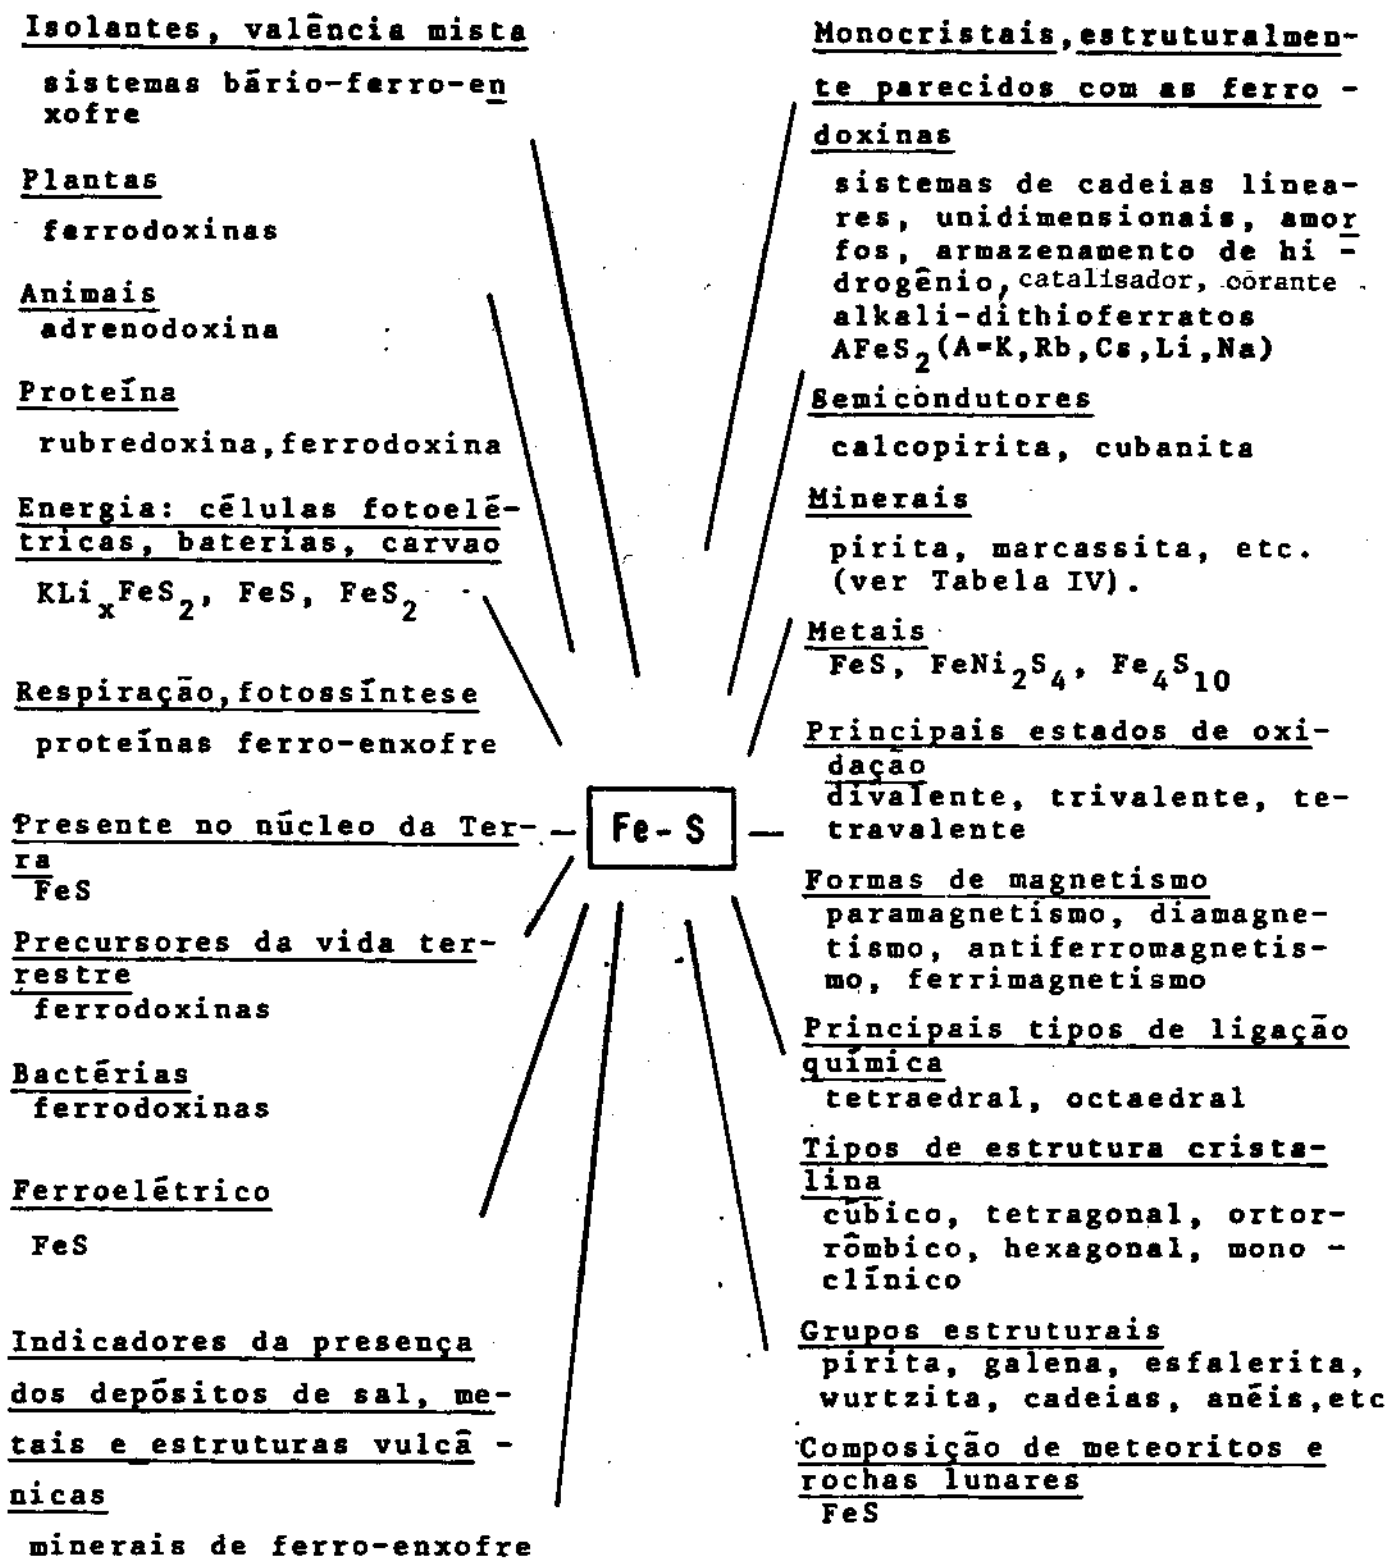 Isolantes, valência mista
sistemas bário-ferro-en
xofre
Plantas
ferrodoxinas
Animais
adrenodoxina
Proteína
rubredoxina,ferrodoxina
Energia: células fotoelé-
tricas, baterias, carvao
KLixFeS2, FeS, FeS2
Respiração,fotossíntese
proteínas ferro-enxofre
Presente no núcleo da Ter-
ra
FeS
Precursores da vida ter-
restre
ferrodoxinas
Bactérias
ferrodoxinas
Ferroelétrico
FeS
Indicadores da presença
dos depósitos de sal, me-
tais e estruturas vulcâ -
nicas
minerais de ferro-enxofre
Fe- S
Monocristais,estruturalmen-
te parecidos com as ferro -
doxinas
sistemas de cadeias linea-
res, unidimensionais, amor
fos, armazenamento de hi -
drogênio, catalisador, côrante
alkali-dithioferratos
AFeS2(A=K,Rb,Cs,Li,Na)
Semicondutores
calcopirita, cubanita
Minerais
pirita, marcassita, etc.
(ver Tabela IV).
Metais
FeS, FeNi2S4, Fe4S10
Principais estados de oxi-
dação
divalente, trivalente, te-
travalente
Formas de magnetismo
paramagnetismo, diamagne-
tismo, antiferromagnetis-
mo, ferrimagnetismo
Principais tipos de ligação
química
tetraedral, octaedral
Tipos de estrutura crista-
lina
cúbico, tetragonal, ortor-
rômbico, hexagonal, mono -
clínico
Grupos estruturais
pirita, galena, esfalerita,
wurtzita, cadeias, anéis,etc
Composição de meteoritos e
rochas lunares
FeS